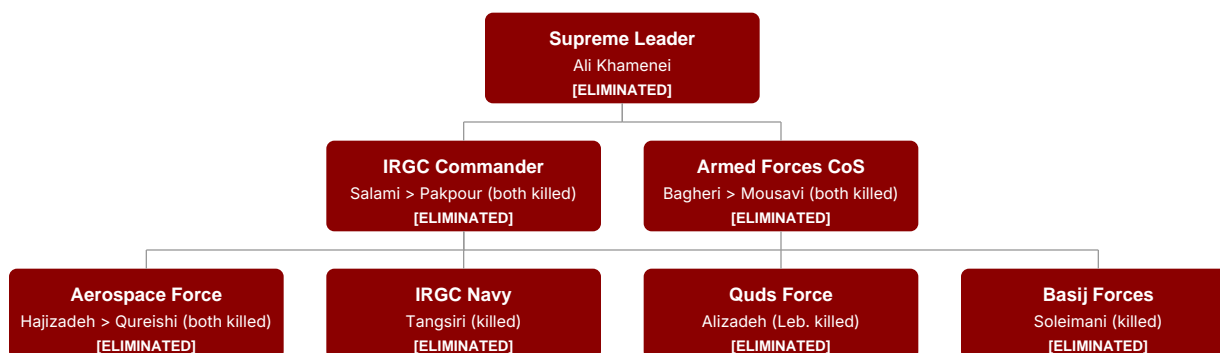 Supreme Leader
Ali Khamenei
[ELIMINATED]
IRGC Commander
Salami > Pakpour (both killed)
[ELIMINATED]
Armed Forces CoS
Bagheri > Mousavi (both killed)
[ELIMINATED]
Aerospace Force
Hajizadeh > Qureishi (both killed)
[ELIMINATED]
IRGC Navy
Tangsiri (killed)
[ELIMINATED]
Quds Force
Alizadeh (Leb. killed)
[ELIMINATED]
Basij Forces
Soleimani (killed)
[ELIMINATED]